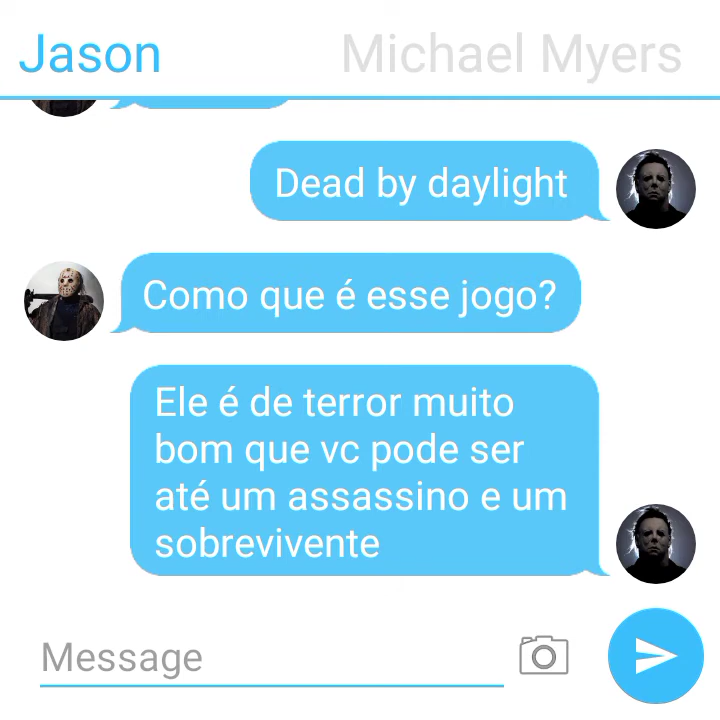 Jason
Michael Myers
Dead by daylight
Como que é esse jogo?
Ele é de terror muito
bom que vc pode ser
até um assassino e um
sobrevivente
Message